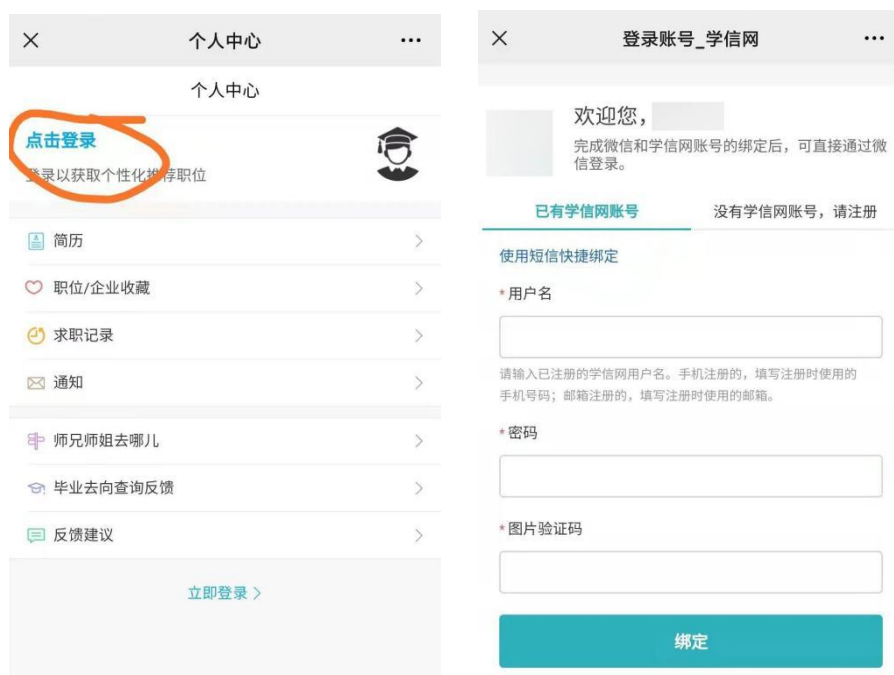 个人中心
个人中心
点击登录
登录以获取个性化推荐职位
简历
职位/企业收藏
求职记录
通知
师兄师姐去哪儿
毕业去向查询反馈
反馈建议
立即登录
登录账号_学信网
欢迎您，
完成微信和学信网账号的绑定后，可直接通过微
信登录。
已有学信网账号
没有学信网账号，请注册
使用短信快捷绑定
*用户名
请输入已注册的学信网用户名。手机注册的，填写注册时使用的
手机号码；邮箱注册的，填写注册时使用的邮箱。
*密码
*图片验证码
绑定